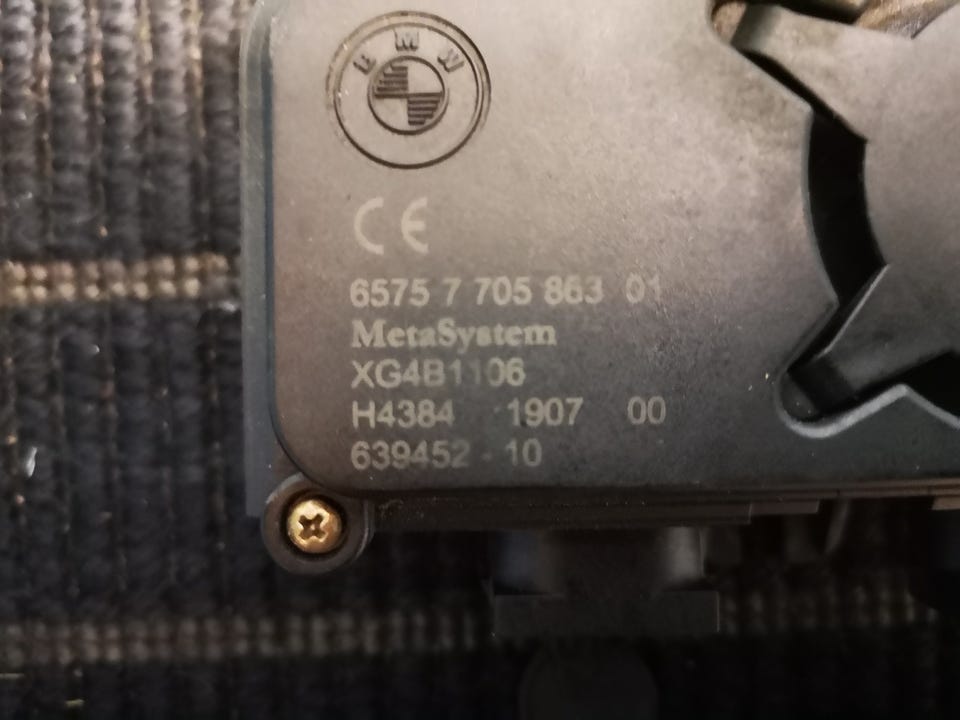 BMW
CE
6575 7 705 863 01
MetaSystem
XG4B1106
H4384 1907 00
639452 - 10